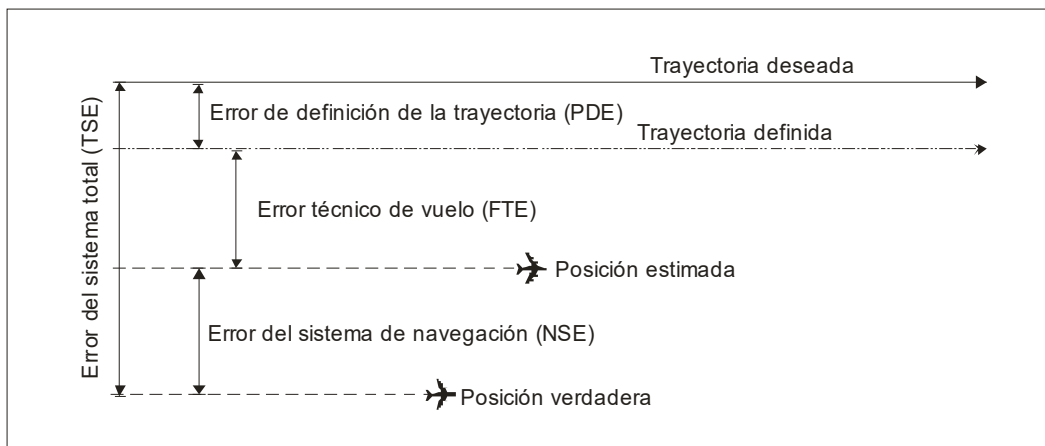 Trayectoria deseada
Error de definición de la trayectoria (PDE)
Trayectoria definida
Error del sistema total (TSE)
Error técnico de vuelo (FTE)
Posición estimada
Error del sistema de navegación (NSE)
Posición verdadera